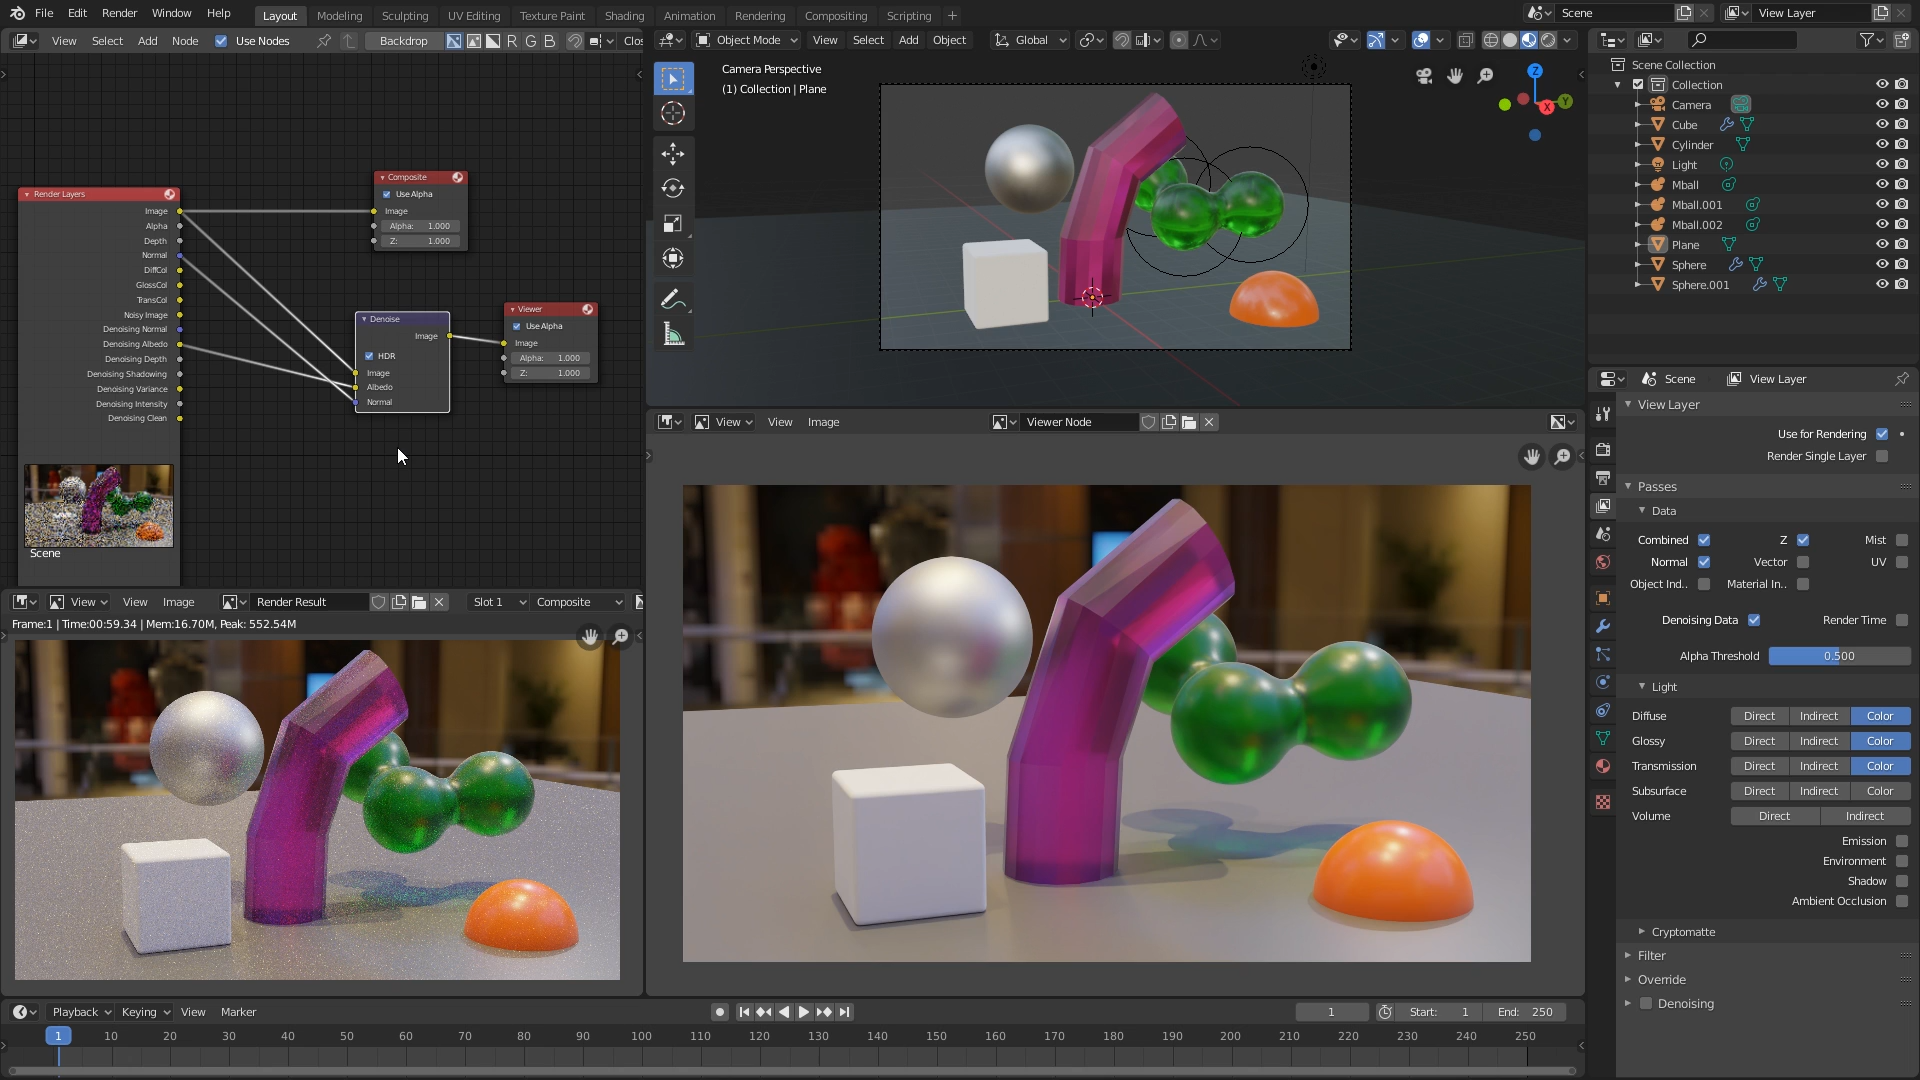 File Edit Render Window Help
Layout Modeling Sculpting UV Editing Texture Paint Shading Animation Rendering Compositing Scripting +
Scene
View Layer
View Select Add Node Use Nodes Backdrop R G B Clos
Object Mode View Select Add Object Global
Camera Perspective
(1) Collection | Plane
Z
X
Y
Render Layers
Image
Alpha
Depth
Normal
DiffCol
GlossCol
TransCol
Noisy Image
Denoising Normal
Denoising Albedo
Denoising Depth
Denoising Shadowing
Denoising Variance
Denoising Intensity
Denoising Clean
Scene
Composite
Use Alpha
Image
Alpha: 1.000
Z: 1.000
Denoise
Image
HDR
Image
Albedo
Normal
Viewer
Use Alpha
Image
Alpha: 1.000
Z: 1.000
View View Image Render Result Slot 1 Composite
Frame:1 | Time:00:59.34 | Mem:16.70M, Peak: 552.54M
View View Image Viewer Node
Scene Collection
Collection
Camera
Cube
Cylinder
Light
Mball
Mball.001
Mball.002
Plane
Sphere
Sphere.001
Scene View Layer
View Layer
Use for Rendering
Render Single Layer
Passes
Data
Combined Z Mist
Normal Vector UV
Object Ind.. Material In..
Denoising Data Render Time
Alpha Threshold 0.500
Light
Diffuse Direct Indirect Color
Glossy Direct Indirect Color
Transmission Direct Indirect Color
Subsurface Direct Indirect Color
Volume Direct Indirect
Emission
Environment
Shadow
Ambient Occlusion
Cryptomatte
Filter
Override
Denoising
Playback Keying View Marker 1 Start: 1 End: 250
1 10 20 30 40 50 60 70 80 90 100 110 120 130 140 150 160 170 180 190 200 210 220 230 240 250